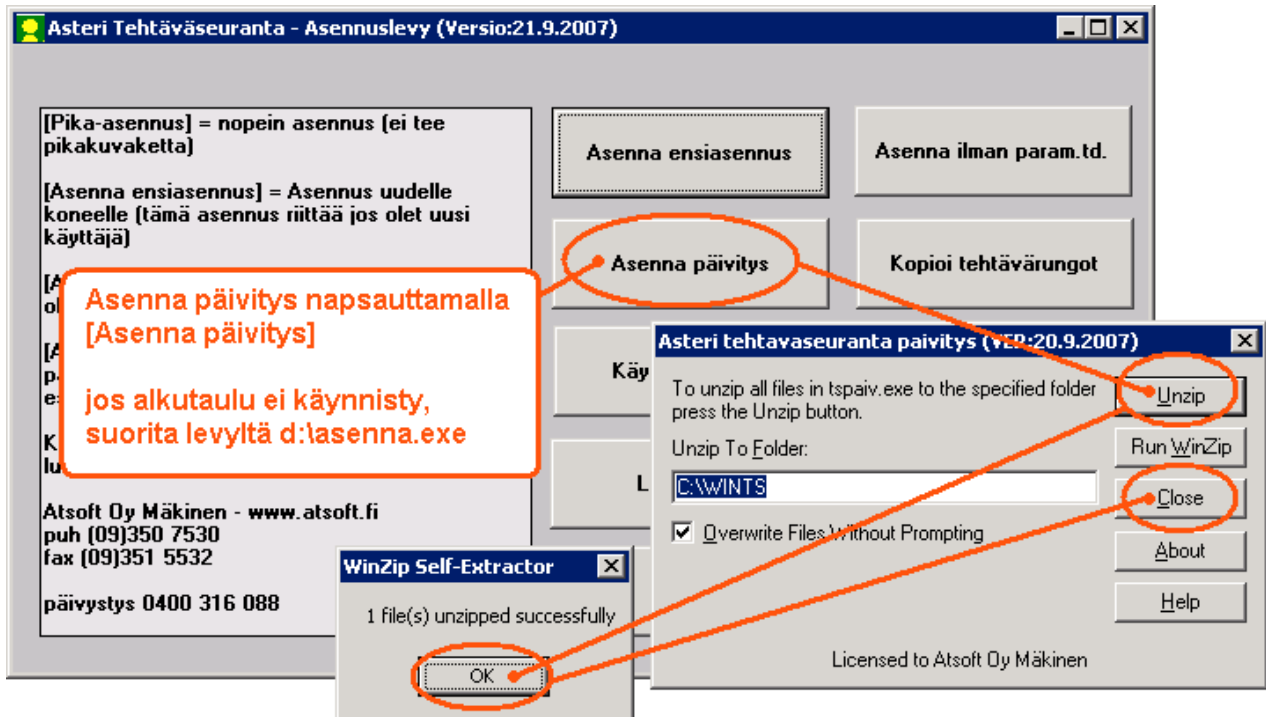 Asteri Tehtäväseuranta - Asennuslevy (Versio:21.9.2007)
[Pika-asennus] = nopein asennus (ei tee
pikakuvaketta)
[Asenna ensiasennus] = Asennus uudelle
koneelle (tämä asennus riittää jos olet uusi
käyttäjä)
Atsoft Oy Mäkinen - www.atsoft.fi
puh (09)350 7530
fax (09)351 5532
päivystys 0400 316 088
Asenna ensiasennus
Asenna ilman param.td.
Asenna päivitys
Kopioi tehtävärungot
Käy
L
Asenna päivitys napsauttamalla
[Asenna päivitys]
jos alkutaulu ei käynnisty,
suorita levyltä d:\asenna.exe
Asteri tehtavaseuranta paivitys (VER:20.9.2007)
To unzip all files in tspaiv.exe to the specified folder
press the Unzip button.
Unzip To Folder:
C:\WINTS
Overwrite Files Without Prompting
Unzip
Run WinZip
Close
About
Help
Licensed to Atsoft Oy Mäkinen
WinZip Self-Extractor
1 file(s) unzipped successfully
OK